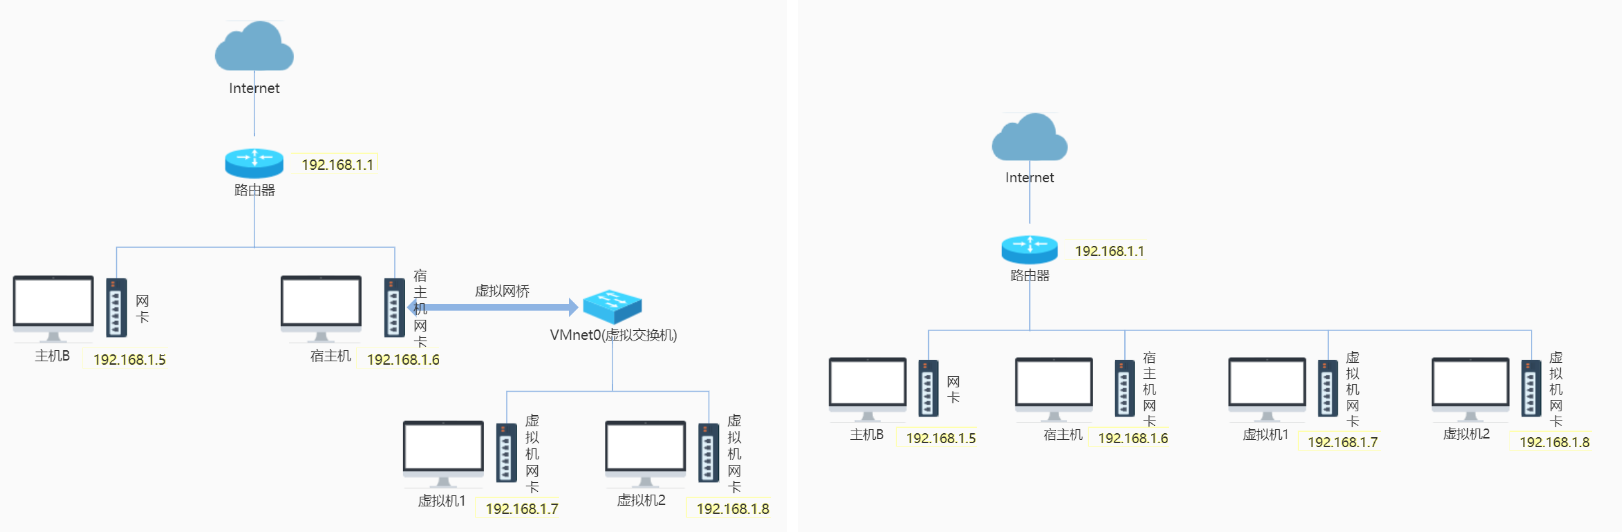 Internet
192.168.1.1
路由器
网卡
宿主机网卡
虚拟网桥
VMnet0(虚拟交换机)
主机B
192.168.1.5
宿主机
192.168.1.6
虚拟机网卡
虚拟机网卡
虚拟机1
192.168.1.7
虚拟机2
192.168.1.8
Internet
192.168.1.1
路由器
网卡
宿主机网卡
虚拟机网卡
虚拟机网卡
主机B
192.168.1.5
宿主机
192.168.1.6
虚拟机1
192.168.1.7
虚拟机2
192.168.1.8